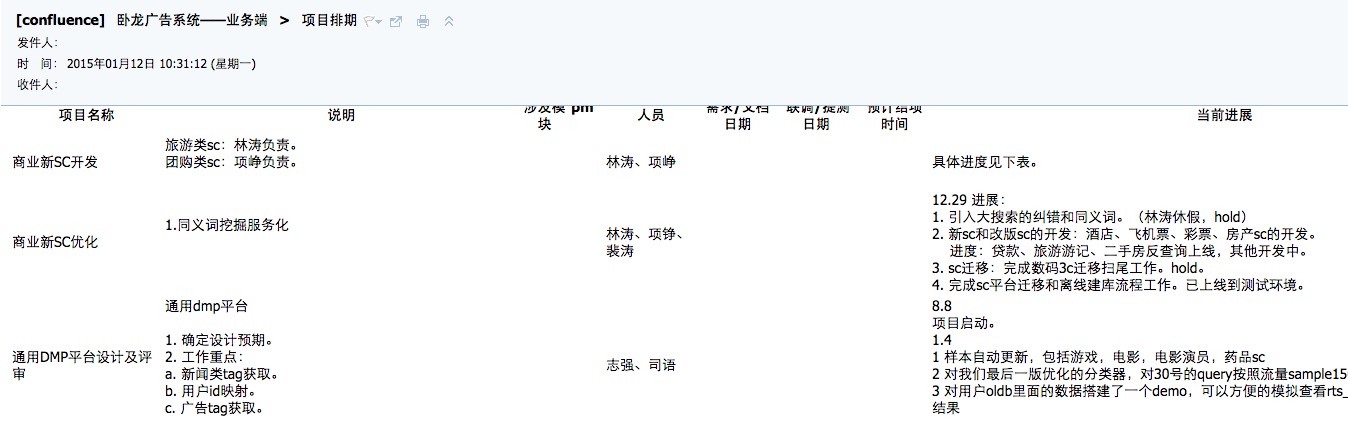 [confluence] 卧龙广告系统——业务端 > 项目排期
发件人：
时 间： 2015年01月12日 10:31:12 (星期一)
收件人：
项目名称 说明 涉及模块 pm 人员 需求/文档日期 联调/提测日期 预计结项时间 当前进展
商业新SC开发
旅游类sc：林涛负责。
团购类sc：项峥负责。
林涛、项峥
具体进度见下表。
商业新SC优化
1.同义词挖掘服务化
林涛、项铮、
裴涛
12.29 进展：
1. 引入大搜索的纠错和同义词。（林涛休假，hold）
2. 新sc和改版sc的开发：酒店、飞机票、彩票、房产sc的开发。
进度：贷款、旅游游记、二手房反查询上线，其他开发中。
3. sc迁移：完成数码3c迁移扫尾工作。hold。
4. 完成sc平台迁移和离线建库流程工作。已上线到测试环境。
通用DMP平台设计及评
审
通用dmp平台
1. 确定设计预期。
2. 工作重点：
a. 新闻类tag获取。
b. 用户id映射。
c. 广告tag获取。
志强、司语
8.8
项目启动。
1.4
1 样本自动更新，包括游戏，电影，电影演员，药品sc
2 对我们最后一版优化的分类器，对30号的query按照流量sample15
3 对用户oldb里面的数据搭建了一个demo，可以方便的模拟查看rts_
结果